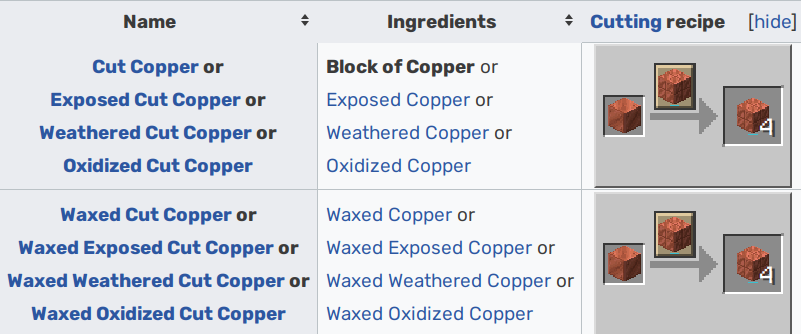 Name Ingredients Cutting recipe [hide]
Cut Copper or Block of Copper or
Exposed Cut Copper or Exposed Copper or
Weathered Cut Copper or Weathered Copper or
Oxidized Cut Copper Oxidized Copper
4
Waxed Cut Copper or Waxed Copper or
Waxed Exposed Cut Copper or Waxed Exposed Copper or
Waxed Weathered Cut Copper or Waxed Weathered Copper or
Waxed Oxidized Cut Copper Waxed Oxidized Copper
4